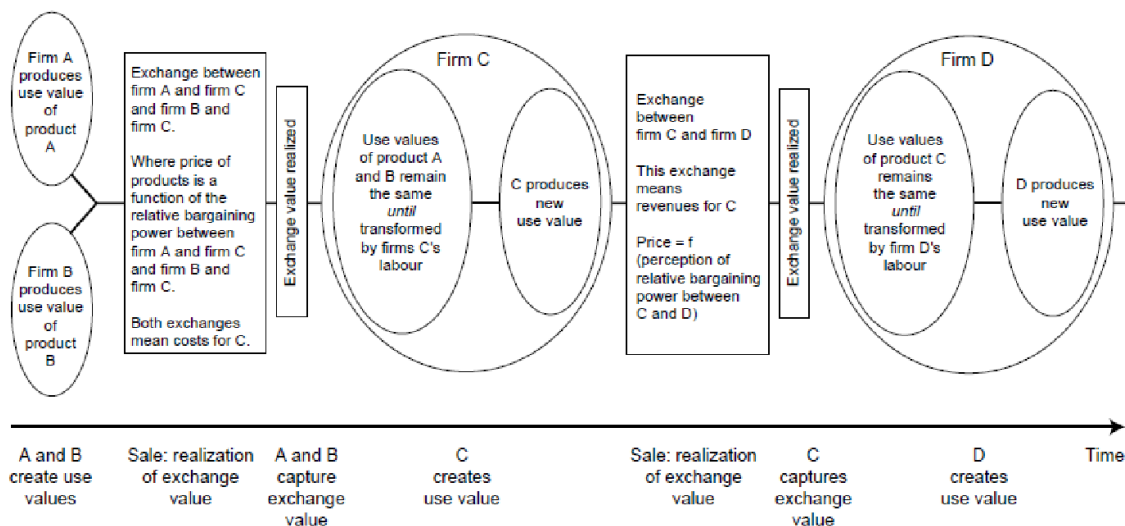 Firm A
produces
use value
of
product
A
Firm B
produces
use value
of
product
B
Exchange between
firm A and firm C
and firm B and
firm C.
Where price of
products is a
function of the
relative bargaining
power between
firm A and firm C
and firm B and
firm C.
Both exchanges
mean costs for C.
Exchange value realized
Firm C
Use values
of product A
and B remain
the same
until
transformed
by firms C's
labour
C produces
new
use value
Exchange
between
firm C and firm D
This exchange
means
revenues for C
Price = f
(perception of
relative bargaining
power between
C and D)
Exchange value realized
Firm D
Use values
of product C
remains
the same
until
transformed
by firm D's
labour
D produces
new
use value
A and B
create use
values
Sale: realization
of exchange
value
A and B
capture
exchange
value
C
creates
use value
Sale: realization
of exchange
value
C
captures
exchange
value
D
creates
use value
Time